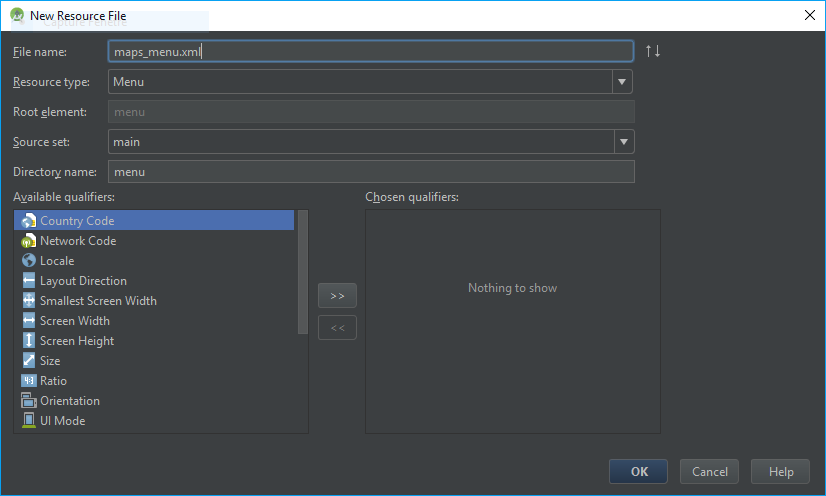 New Resource File
File name: maps_menu.xml
Resource type: Menu
Root element: menu
Source set: main
Directory name: menu
Available qualifiers: Chosen qualifiers:
Country Code
Network Code
Locale
Layout Direction
Smallest Screen Width
Nothing to show
>>
Screen Width
<<
Screen Height
Size
Ratio
Orientation
UI Mode
OK Cancel Help